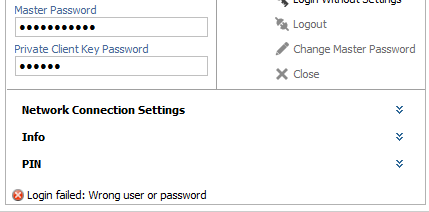 Master Password
Login Without Settings
●●●●●●●●●●●
Logout
Private Client Key Password
Change Master Password
●●●●●●
Close
Network Connection Settings
Info
PIN
Login failed: Wrong user or password